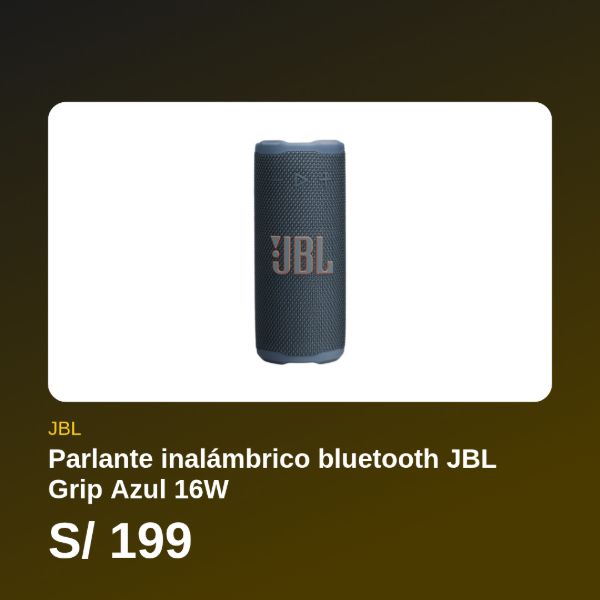 JBL
JBL
Parlante inalámbrico bluetooth JBL
Grip Azul 16W
S/ 199